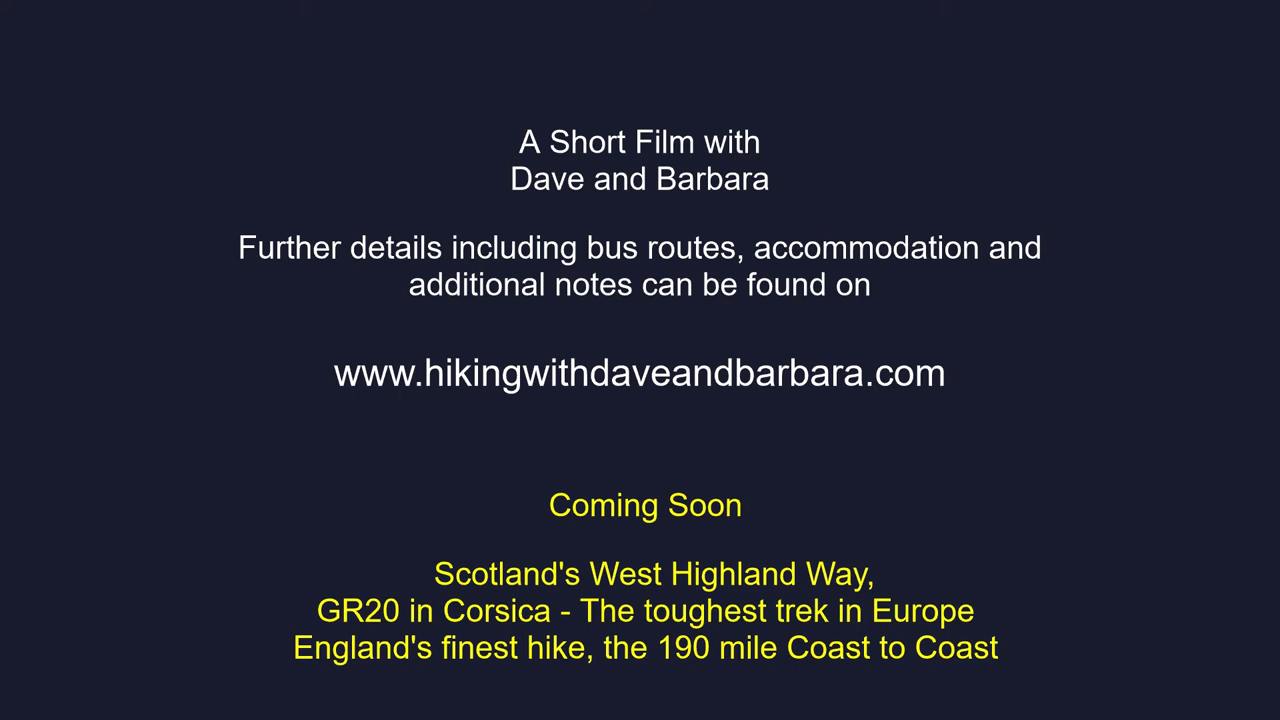 A Short Film with
Dave and Barbara
Further details including bus routes, accommodation and
additional notes can be found on
www.hikingwithdaveandbarbara.com
Coming Soon
Scotland's West Highland Way,
GR20 in Corsica - The toughest trek in Europe
England's finest hike, the 190 mile Coast to Coast